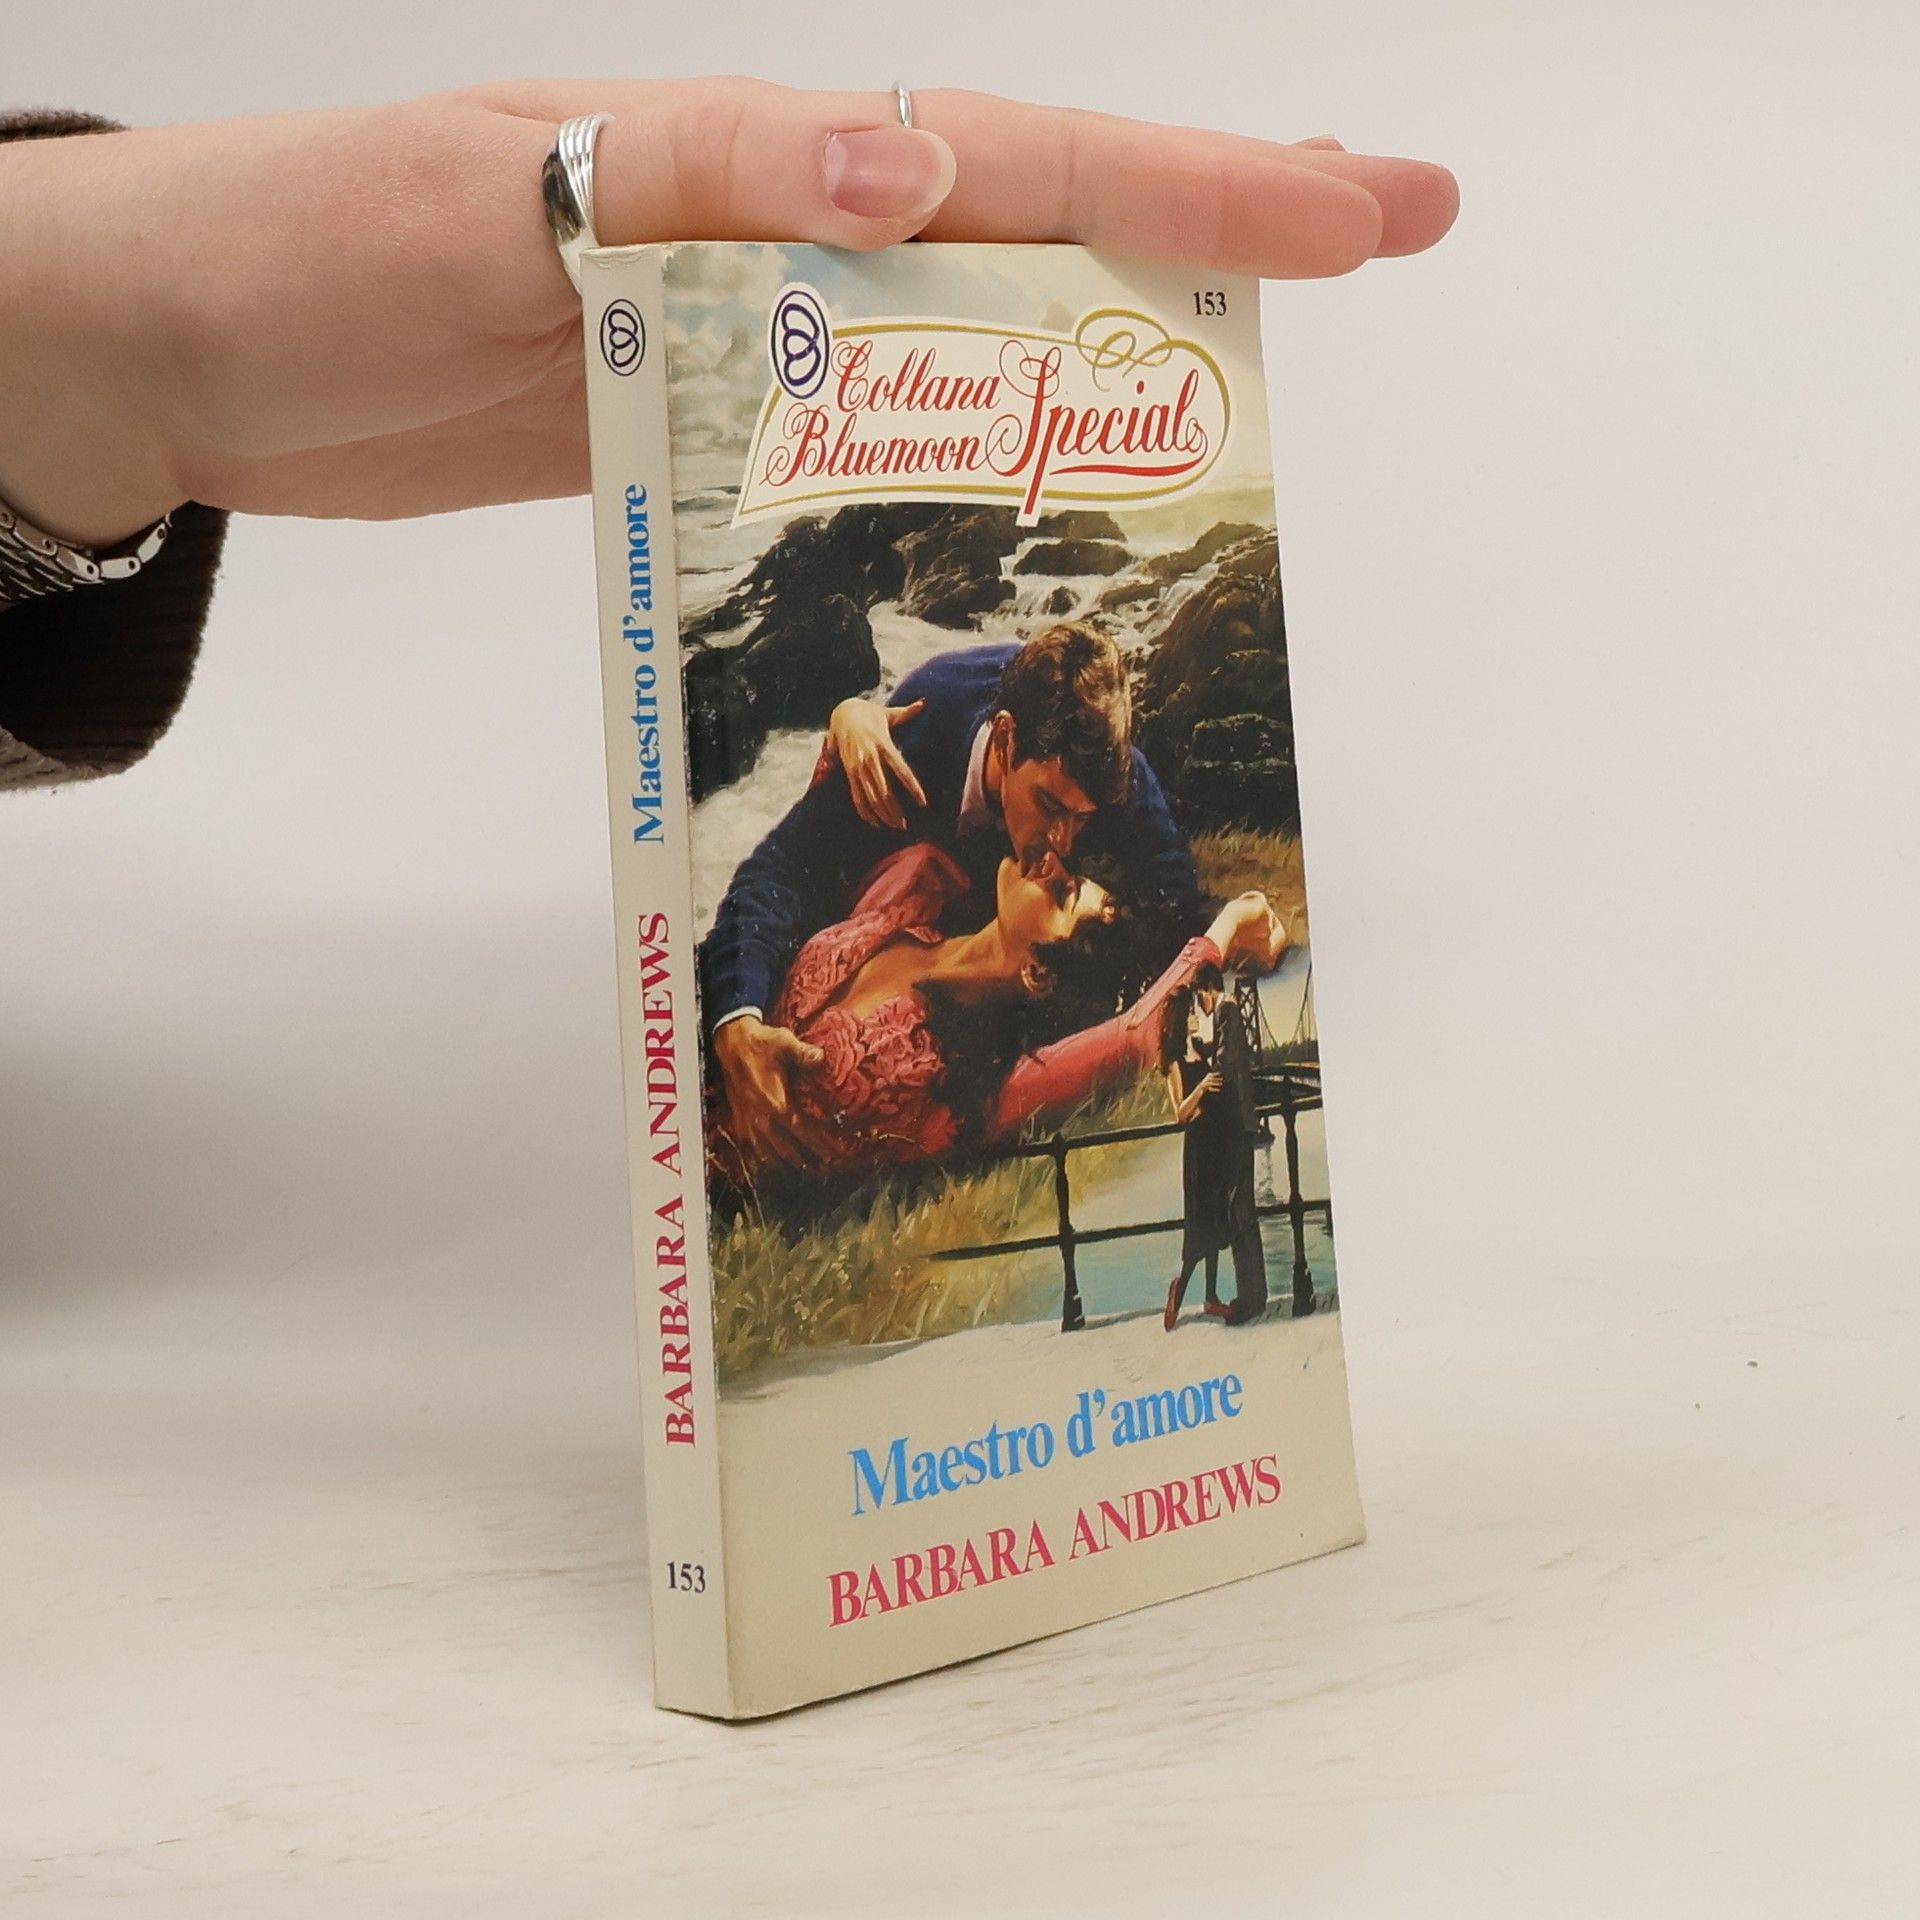 153
Collana
Bluemoon Special
Maestro d'amore
BARBARA ANDREWS
Maestro d'amore
BARBARA ANDREWS
153